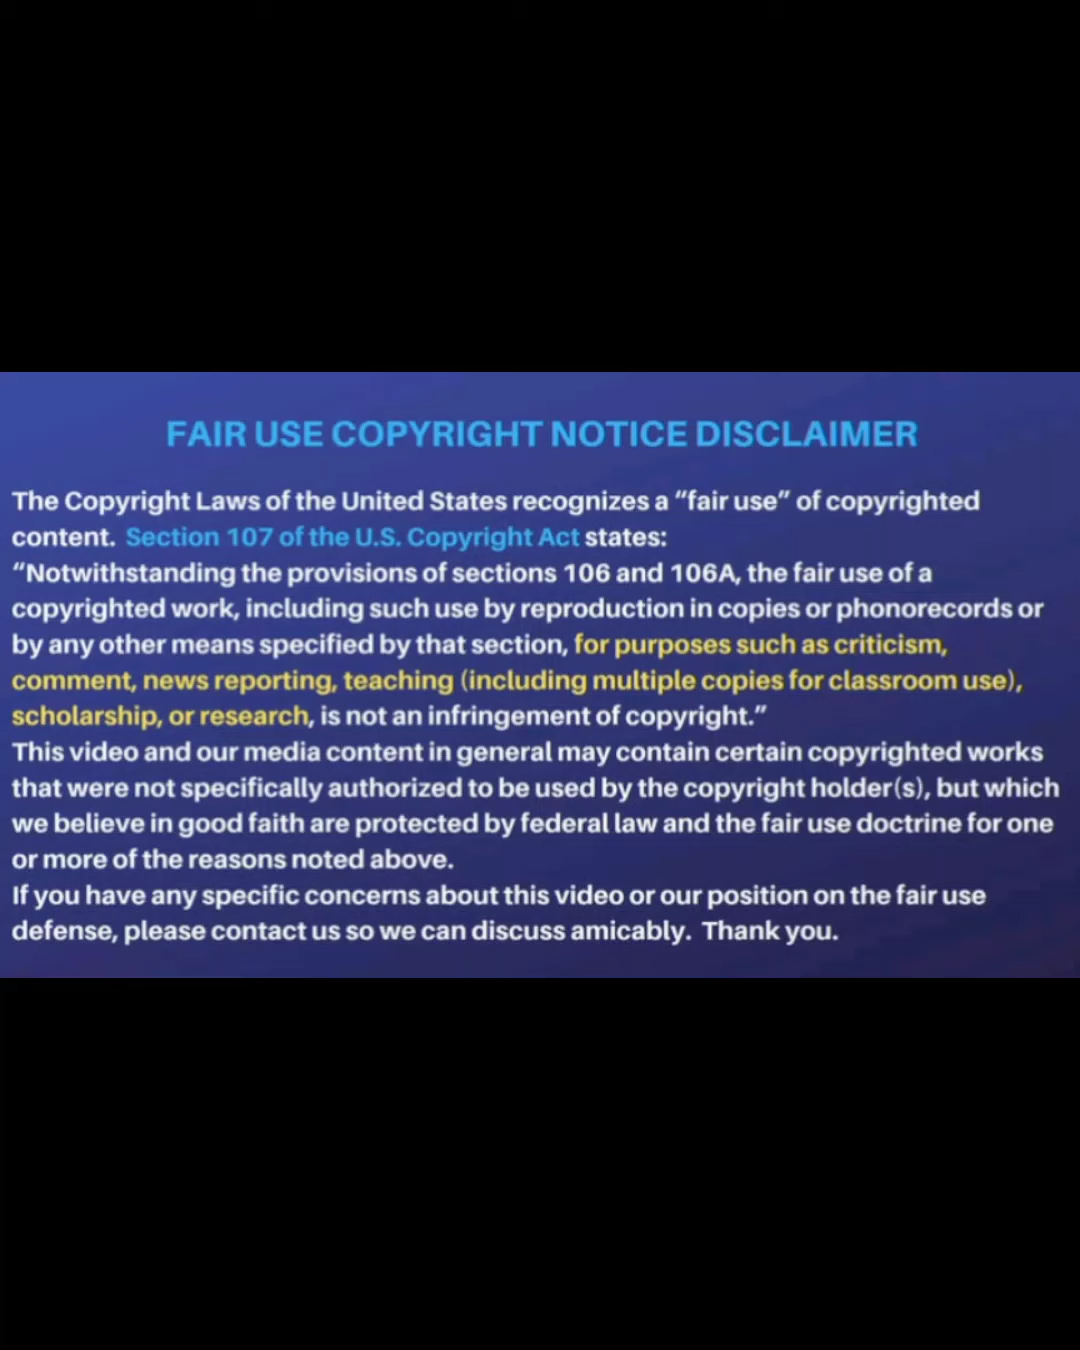 FAIR USE COPYRIGHT NOTICE DISCLAIMER
The Copyright Laws of the United States recognizes a “fair use” of copyrighted
content. Section 107 of the U.S. Copyright Act states:
“Notwithstanding the provisions of sections 106 and 106A, the fair use of a
copyrighted work, including such use by reproduction in copies or phonorecords or
by any other means specified by that section, for purposes such as criticism,
comment, news reporting, teaching (including multiple copies for classroom use),
scholarship, or research, is not an infringement of copyright.”
This video and our media content in general may contain certain copyrighted works
that were not specifically authorized to be used by the copyright holder(s), but which
we believe in good faith are protected by federal law and the fair use doctrine for one
or more of the reasons noted above.
If you have any specific concerns about this video or our position on the fair use
defense, please contact us so we can discuss amicably. Thank you.